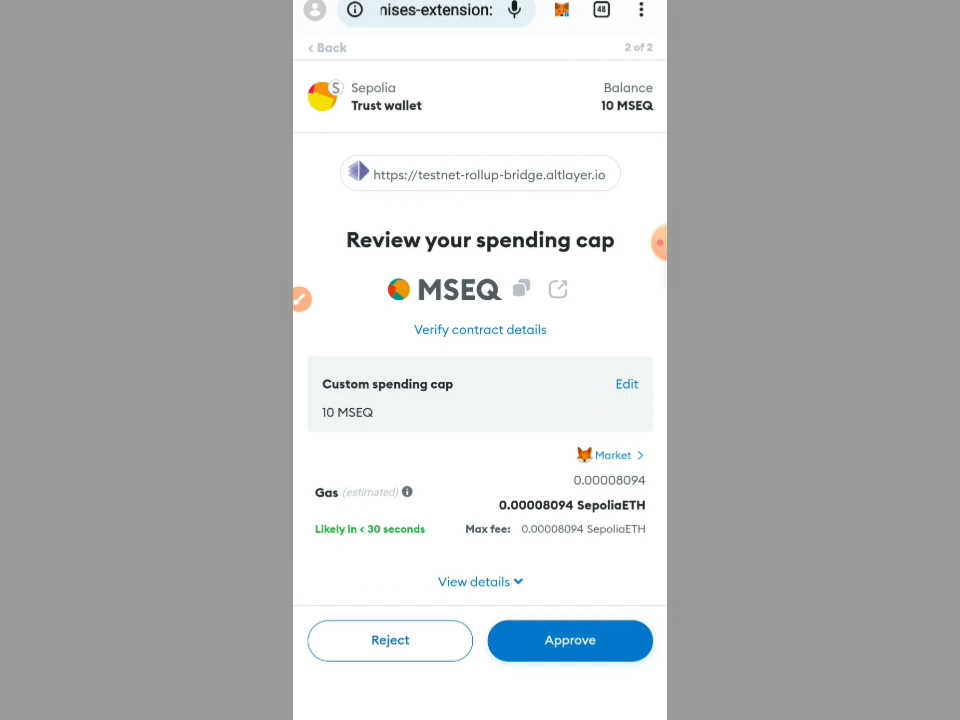 nises-extension:
48
< Back
2 of 2
S
Sepolia
Balance
Trust wallet
10 MSEQ
https://testnet-rollup-bridge.altlayer.io
Review your spending cap
MSEQ
Verify contract details
Custom spending cap
Edit
10 MSEQ
Market >
0.00008094
Gas (estimated)
0.00008094 SepoliaETH
Likely in < 30 seconds
Max fee: 0.00008094 SepoliaETH
View details
Reject
Approve